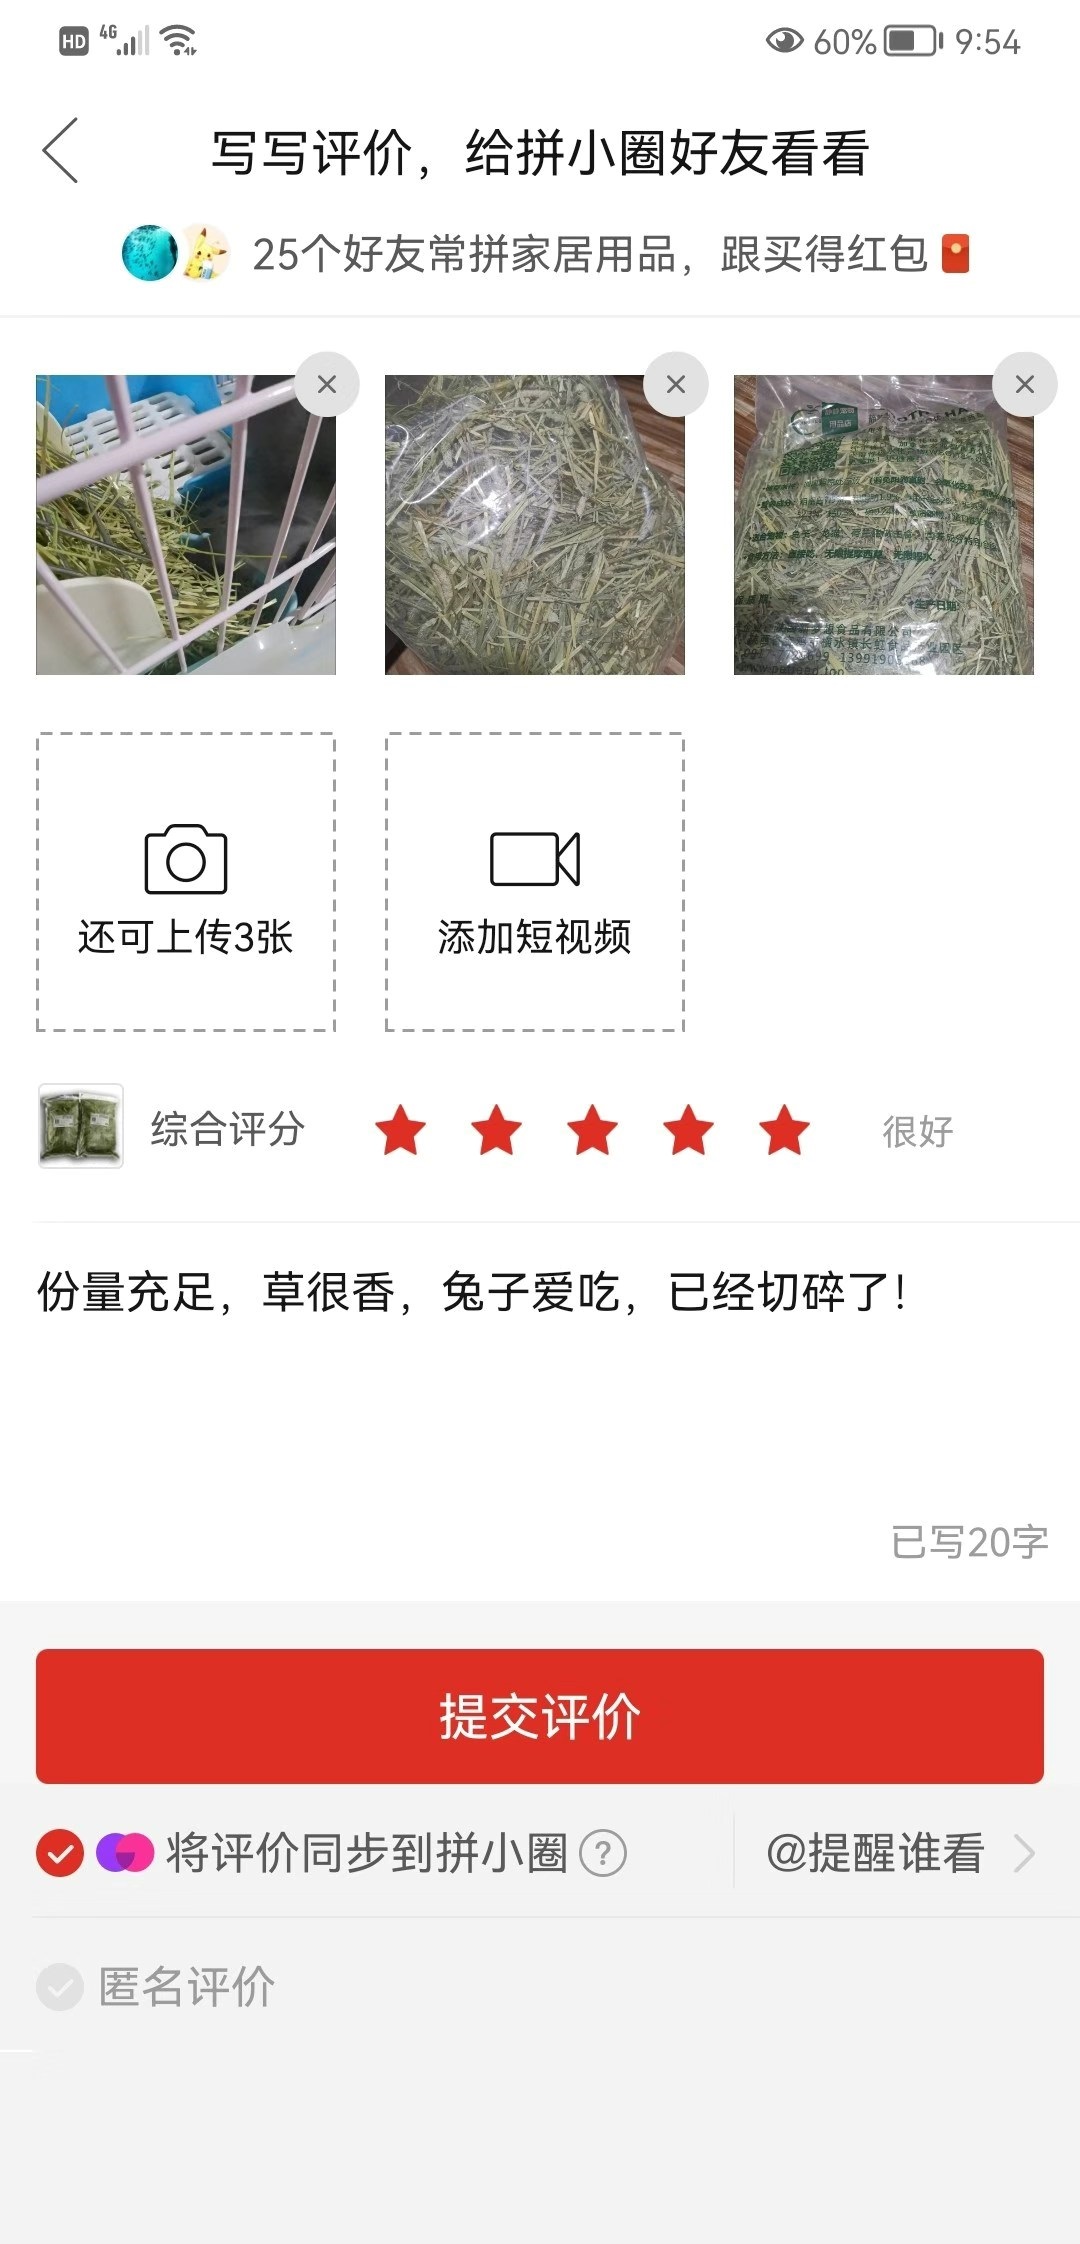 HD 4G 60% 9:54
写写评价，给拼小圈好友看看
25个好友常拼家居用品，跟买得红包
生产日期:
还可上传3张
添加短视频
综合评分 很好
份量充足，草很香，兔子爱吃，已经切碎了!
已写20字
提交评价
将评价同步到拼小圈 ? @提醒谁看
匿名评价